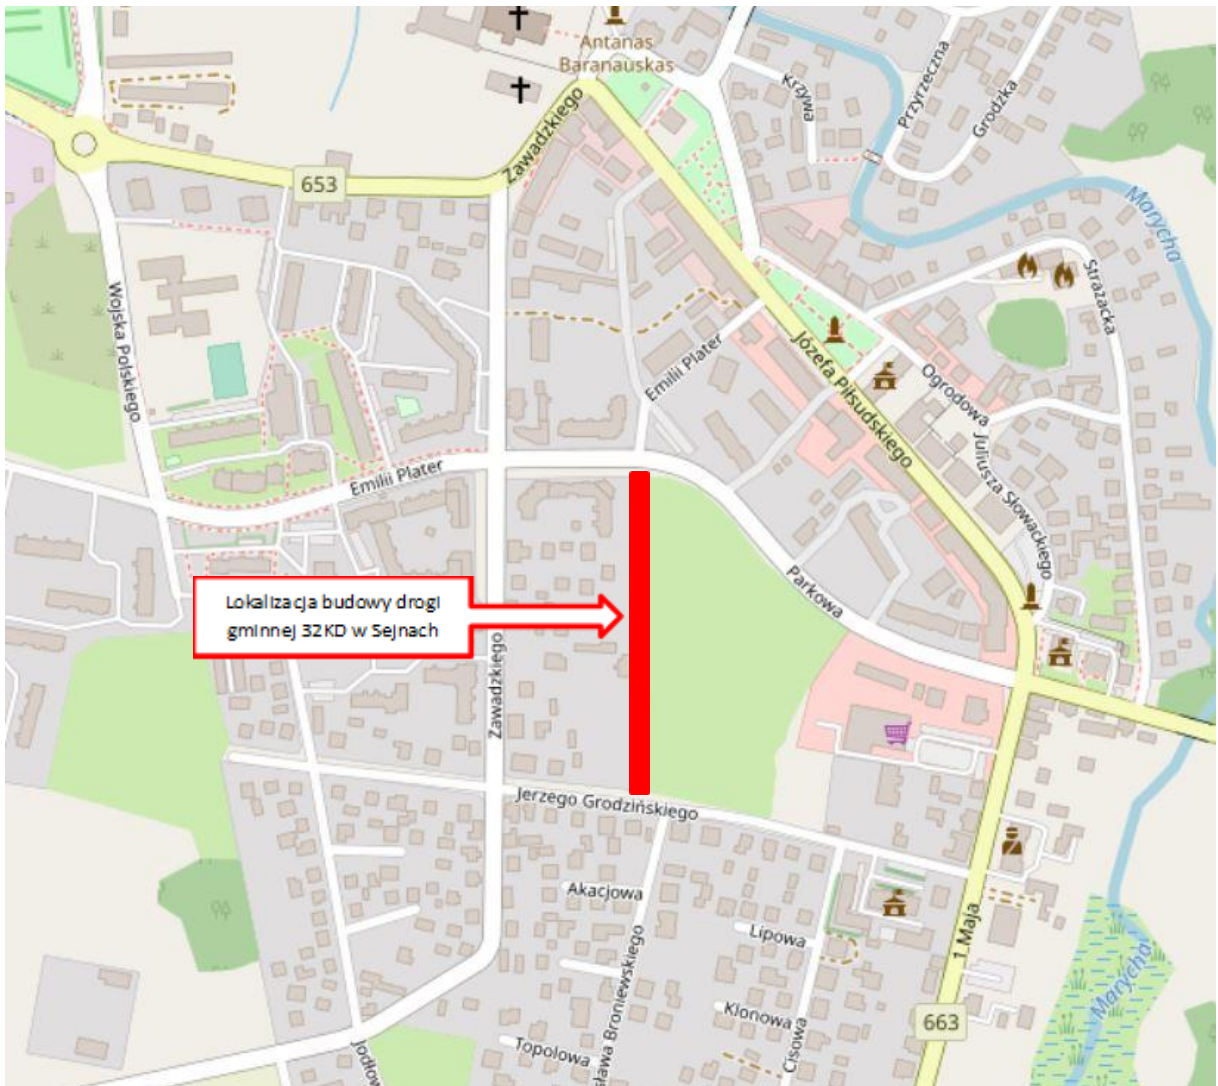 Antanas
Baranauskas
Krzywa
Przyrzeczna
Grodzka
Zawadzkiego
653
Marycha
Strażacka
Wojska Polskiego
Emilii Plater
Józefa Piłsudskiego
Ogrodowa
Juliusza Słowackiego
Emilii Plater
Parkowa
Lokalizacja budowy drogi
gminnej 32KD w Sejnach
Zawadzkiego
Jerzego Grodzińskiego
Akacjowa
Lipowa
1 Maja
Broniewskiego
Klonowa
Cisowa
Marycha
663
Topolowa